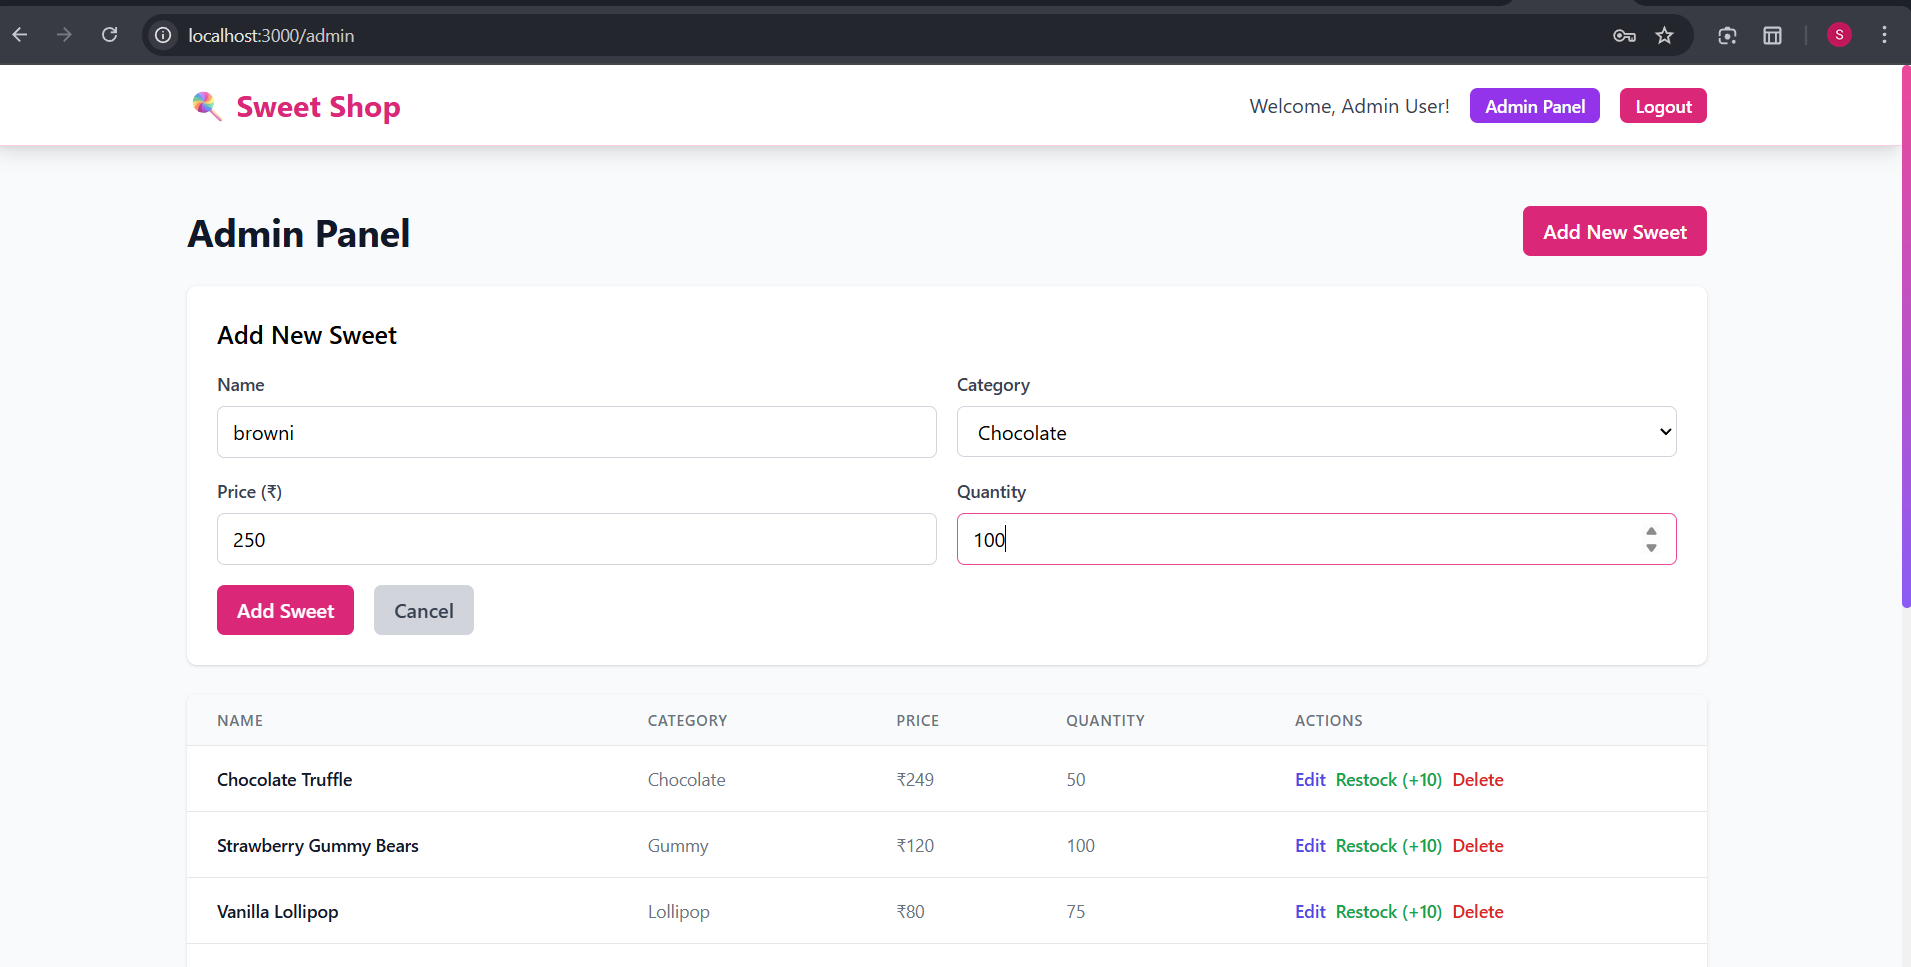 localhost:3000/admin
S
Sweet Shop
Welcome, Admin User!
Admin Panel
Logout
Admin Panel
Add New Sweet
Add New Sweet
Name
Category
browni
Chocolate
Price (₹)
Quantity
250
100
Add Sweet
Cancel
NAME CATEGORY PRICE QUANTITY ACTIONS
Chocolate Truffle Chocolate ₹249 50 Edit Restock (+10) Delete
Strawberry Gummy Bears Gummy ₹120 100 Edit Restock (+10) Delete
Vanilla Lollipop Lollipop ₹80 75 Edit Restock (+10) Delete